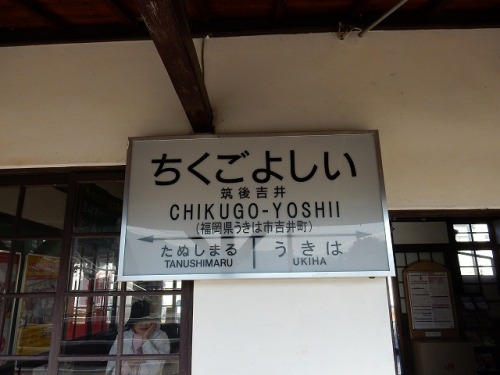 ちくごよしい
筑後吉井
CHIKUGO-YOSHII
(福岡県うきは市吉井町)
たぬしまる うきは
TANUSHIMARU UKIHA